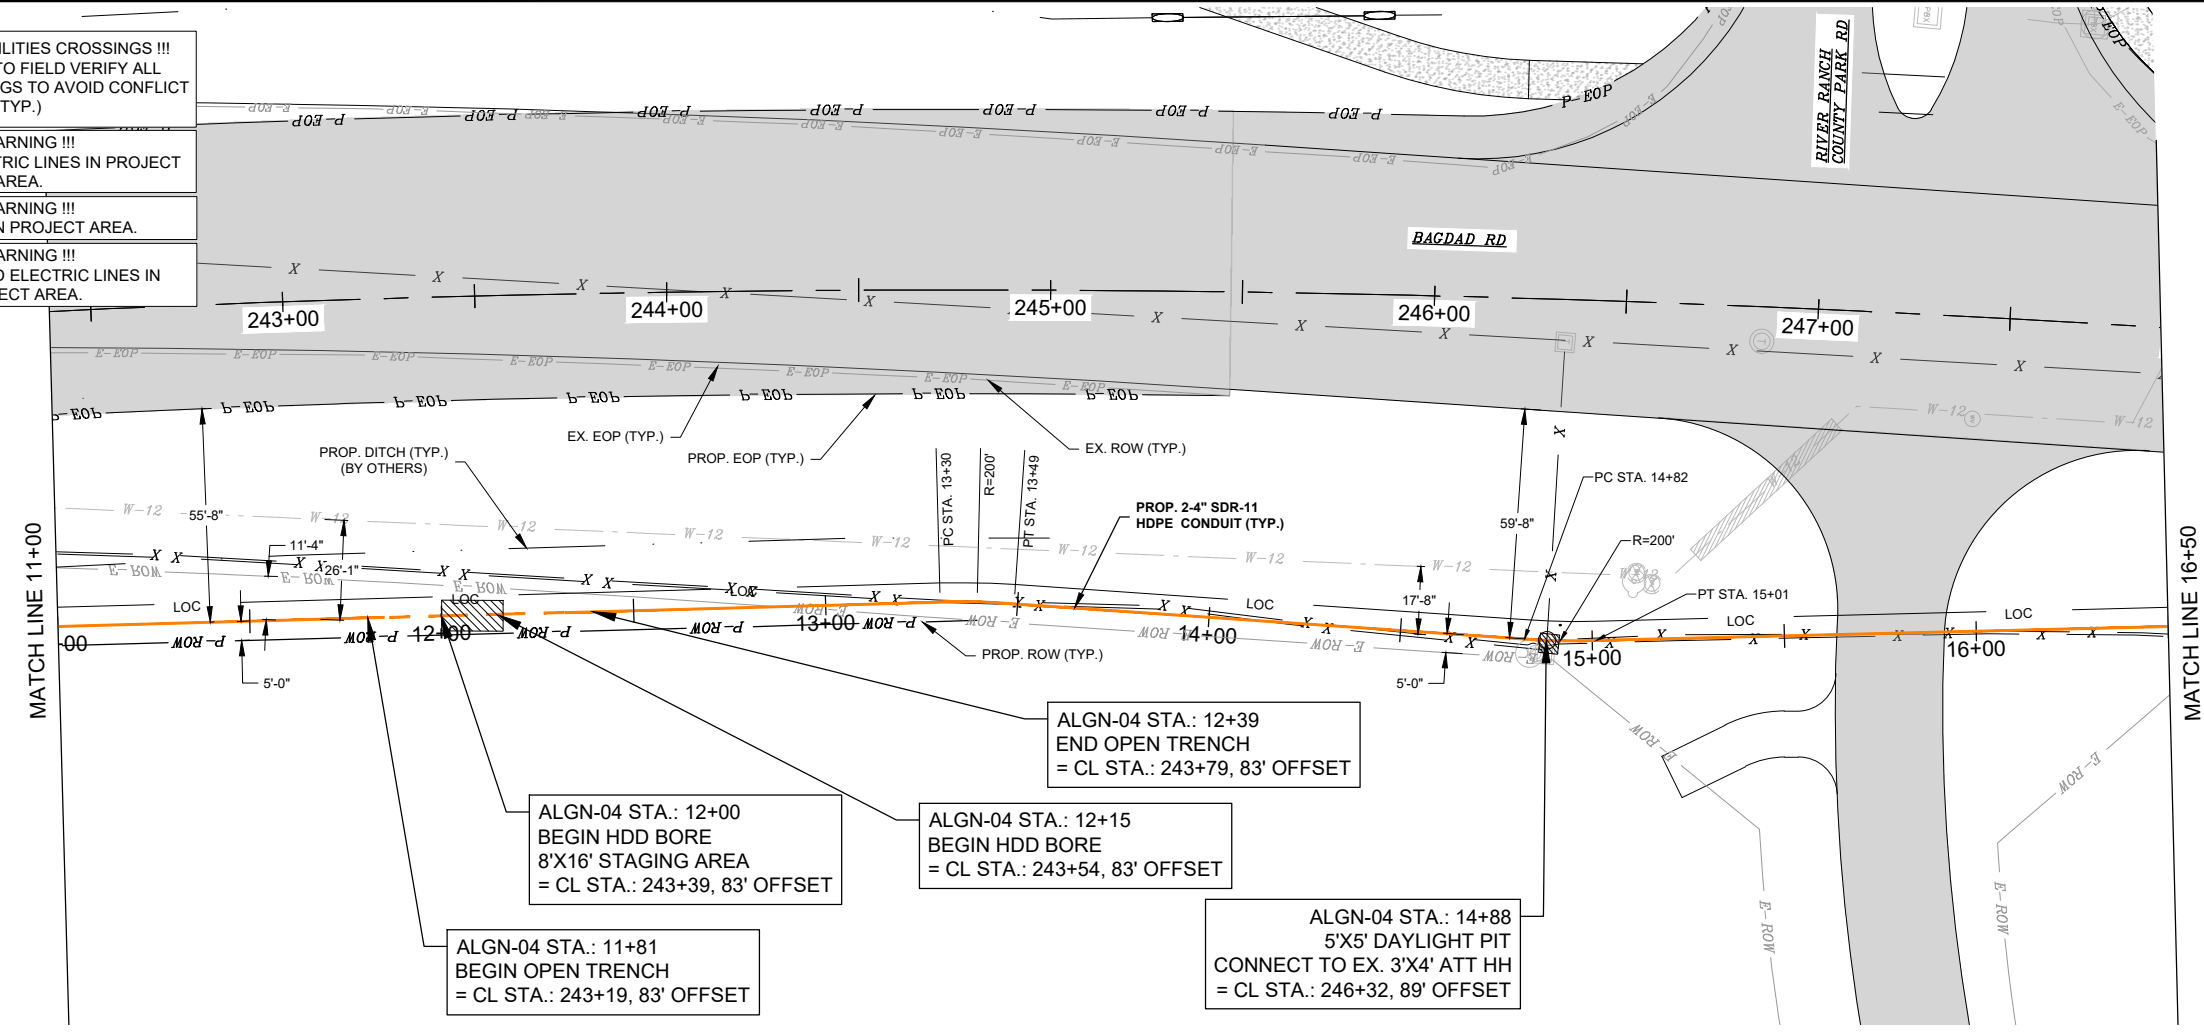 ILITIES CROSSINGS !!!
TO FIELD VERIFY ALL
GS TO AVOID CONFLICT
TYP.)
ARNING !!!
TRIC LINES IN PROJECT
AREA.
ARNING !!!
N PROJECT AREA.
ARNING !!!
D ELECTRIC LINES IN
ECT AREA.
RIVER RANCH
COUNTY PARK RD
BAGDAD RD
P-EOP
E-EOP
243+00
244+00
245+00
246+00
247+00
EX. EOP (TYP.)
PROP. EOP (TYP.)
EX. ROW (TYP.)
PROP. DITCH (TYP.)
(BY OTHERS)
PC STA. 13+30
R=200'
PT STA. 13+49
PROP. 2-4" SDR-11
HDPE CONDUIT (TYP.)
PC STA. 14+82
R=200'
PT STA. 15+01
W-12
E-ROW
P-ROW
LOC
55'-8"
11'-4"
26'-1"
5'-0"
59'-8"
17'-8"
5'-0"
00
12+00
13+00
14+00
15+00
16+00
PROP. ROW (TYP.)
MATCH LINE 11+00
MATCH LINE 16+50
ALGN-04 STA.: 12+39
END OPEN TRENCH
= CL STA.: 243+79, 83' OFFSET
ALGN-04 STA.: 12+00
BEGIN HDD BORE
8'X16' STAGING AREA
= CL STA.: 243+39, 83' OFFSET
ALGN-04 STA.: 12+15
BEGIN HDD BORE
= CL STA.: 243+54, 83' OFFSET
ALGN-04 STA.: 11+81
BEGIN OPEN TRENCH
= CL STA.: 243+19, 83' OFFSET
ALGN-04 STA.: 14+88
5'X5' DAYLIGHT PIT
CONNECT TO EX. 3'X4' ATT HH
= CL STA.: 246+32, 89' OFFSET